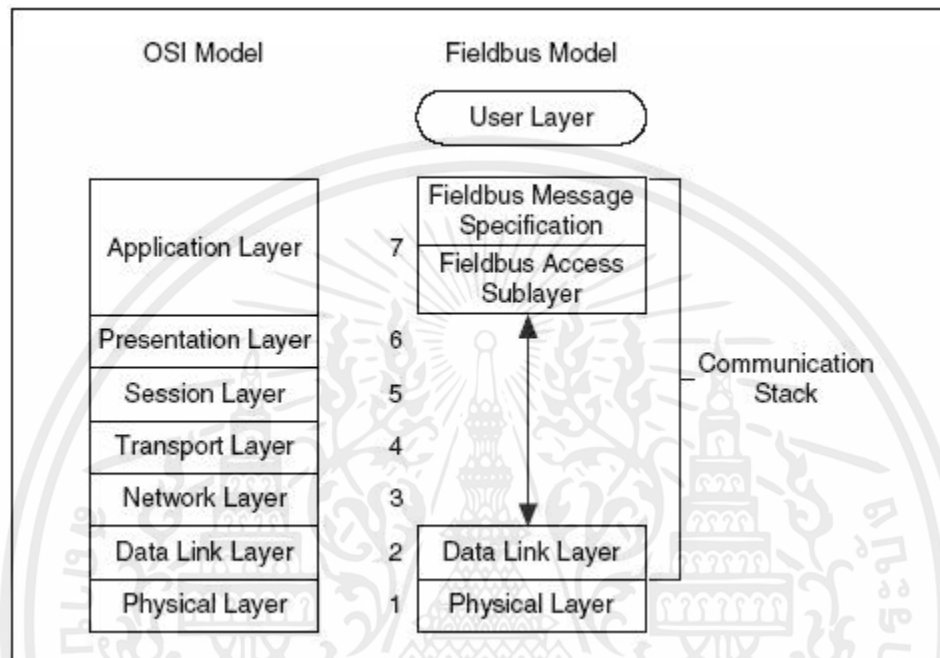 OSI Model
Fieldbus Model
User Layer
Application Layer
7
Fieldbus Message
Specification
Fieldbus Access
Sublayer
Presentation Layer
6
Session Layer
5
Transport Layer
4
Network Layer
3
Data Link Layer
2
Data Link Layer
Physical Layer
1
Physical Layer
Communication
Stack